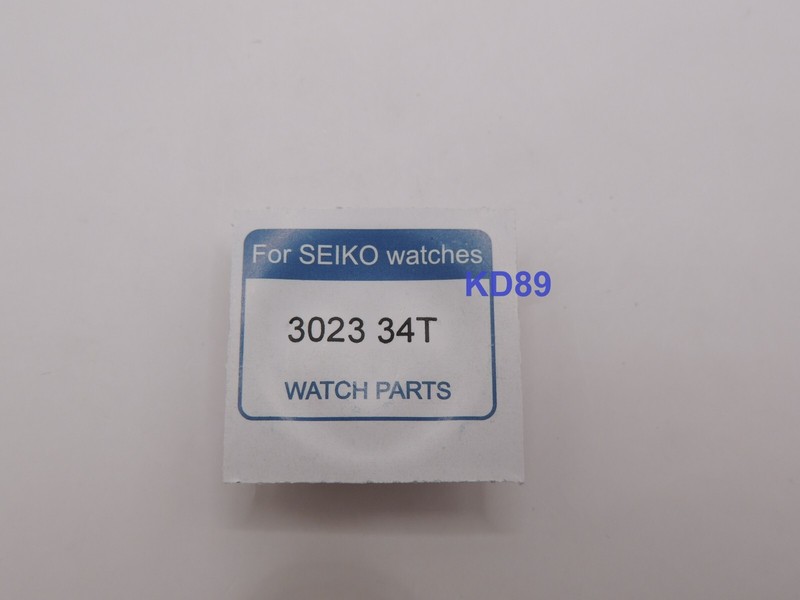 For SEIKO watches
KD89
3023 34T
WATCH PARTS